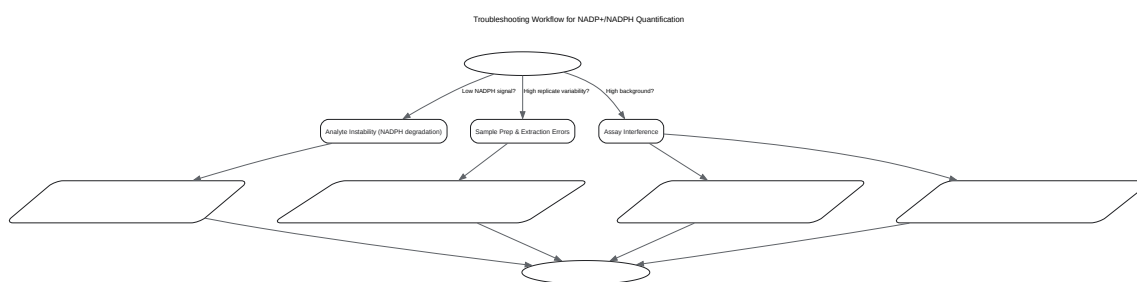 Troubleshooting Workflow for NADP+/NADPH Quantification
Low NADPH signal?
High replicate variability?
High background?
Analyte Instability (NADPH degradation)
Sample Prep & Extraction Errors
Assay Interference